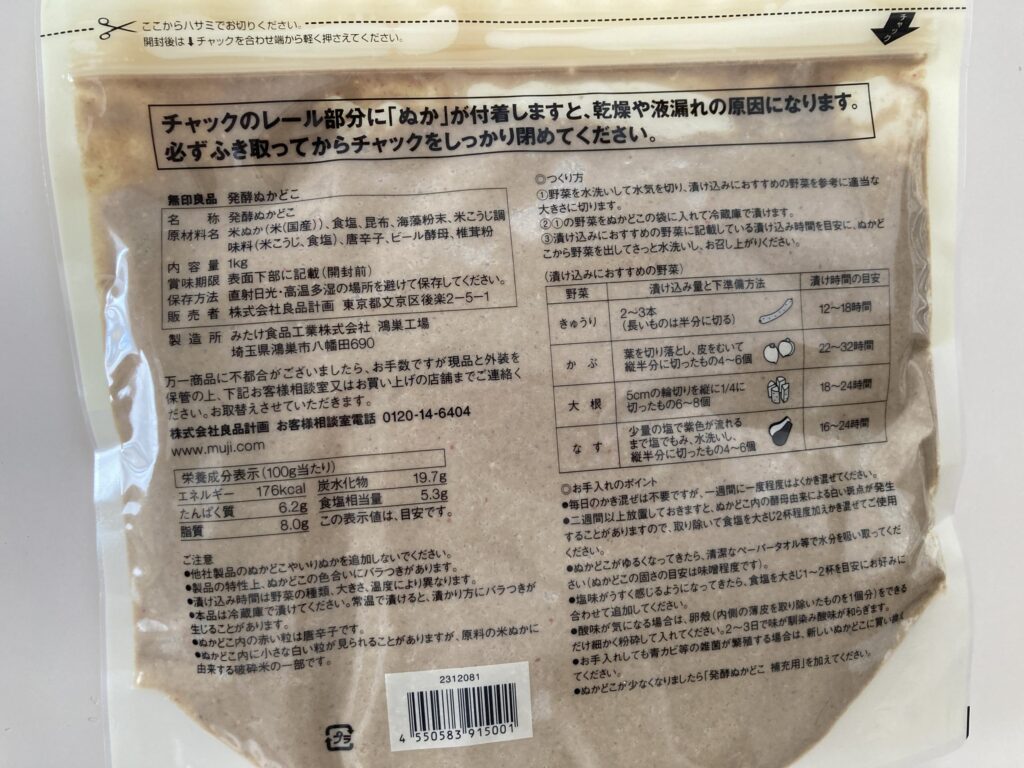 ここからハサミでお切りください。
開封後は⬇チャックを合わせ端から軽く押さえてください。
チャック
チャックのレール部分に「ぬか」が付着しますと、乾燥や液漏れの原因になります。
必ずふき取ってからチャックをしっかり閉めてください。
無印良品 発酵ぬかどこ
名 称 発酵ぬかどこ
原材料名 米ぬか(米(国産))、食塩、昆布、海藻粉末、米こうじ調
味料(米こうじ、食塩)、唐辛子、ビール酵母、椎茸粉
内 容 量 1kg
賞味期限 表面下部に記載(開封前)
保存方法 直射日光・高温多湿の場所を避けて保存してください。
販 売 者 株式会社良品計画 東京都文京区後楽2-5-1
製 造 所 みたけ食品工業株式会社 鴻巣工場
埼玉県鴻巣市八幡田690
万一商品に不都合がございましたら、お手数ですが現品と外装を
保管の上、下記お客様相談室又はお買い上げの店舗までご連絡く
ださい。お取替えさせていただきます。
株式会社良品計画 お客様相談室電話 0120-14-6404
www.muji.com
栄養成分表示(100g当たり)
エネルギー 176kcal 炭水化物 19.7g
たんぱく質 6.2g 食塩相当量 5.3g
脂質 8.0g この表示値は、目安です。
ご注意
●他社製品のぬかどこやいりぬかを追加しないでください。
●製品の特性上、ぬかどこの色合いにバラつきがあります。
●漬け込み時間は野菜の種類、大きさ、温度により異なります。
●本品は冷蔵庫で漬けてください。常温で漬けると、漬かり方にバラつきが
生じることがあります。
●ぬかどこ内の赤い粒は唐辛子です。
●ぬかどこ内に小さな白い粒が見られることがありますが、原料の米ぬかに
由来する破砕米の一部です。
◎つくり方
①野菜を水洗いして水気を切り、漬け込みにおすすめの野菜を参考に適当な
大きさに切ります。
②①の野菜をぬかどこの袋に入れて冷蔵庫で漬けます。
③漬け込みにおすすめの野菜に記載している漬け込み時間を目安に、ぬかど
こから野菜を出してさっと水洗いし、お召し上がりください。
(漬け込みにおすすめの野菜)
野菜 漬け込み量と下準備方法 漬け時間の目安
きゅうり 2〜3本
(長いものは半分に切る) 12〜18時間
か ぶ 葉を切り落とし、皮をむいて
縦半分に切ったもの4〜6個 22〜32時間
大 根 5cmの輪切りを縦に1/4に
切ったもの6〜8個 18〜24時間
な す 少量の塩で紫色が流れる
まで塩でもみ、水洗いし、
縦半分に切ったもの4〜6個 16〜24時間
◎お手入れのポイント
●毎日のかき混ぜは不要ですが、一週間に一度程度はよくかき混ぜてください。
●二週間以上放置しておきますと、ぬかどこ内の酵母由来による白い斑点が発生
することがありますので、取り除いて食塩を大さじ2杯程度加えかき混ぜてご使用
ください。
●ぬかどこがゆるくなってきたら、清潔なペーパータオル等で水分を吸い取ってくだ
さい(ぬかどこの固さの目安は味噌程度です)。
●塩味がうすく感じるようになってきたら、食塩を大さじ1〜2杯を目安にお好みに
合わせて追加してください。
●酸味が気になる場合は、卵殻(内側の薄皮を取り除いたものを1個分)をできる
だけ細かく粉砕して入れてください。2〜3日で味が馴染み酸味が和らぎます。
●お手入れしても青カビ等の雑菌が繁殖する場合は、新しいぬかどこに買い換え
てください。
●ぬかどこが少なくなりましたら「発酵ぬかどこ 補充用」を加えてください。
2312081
4 550583 915001
プラ